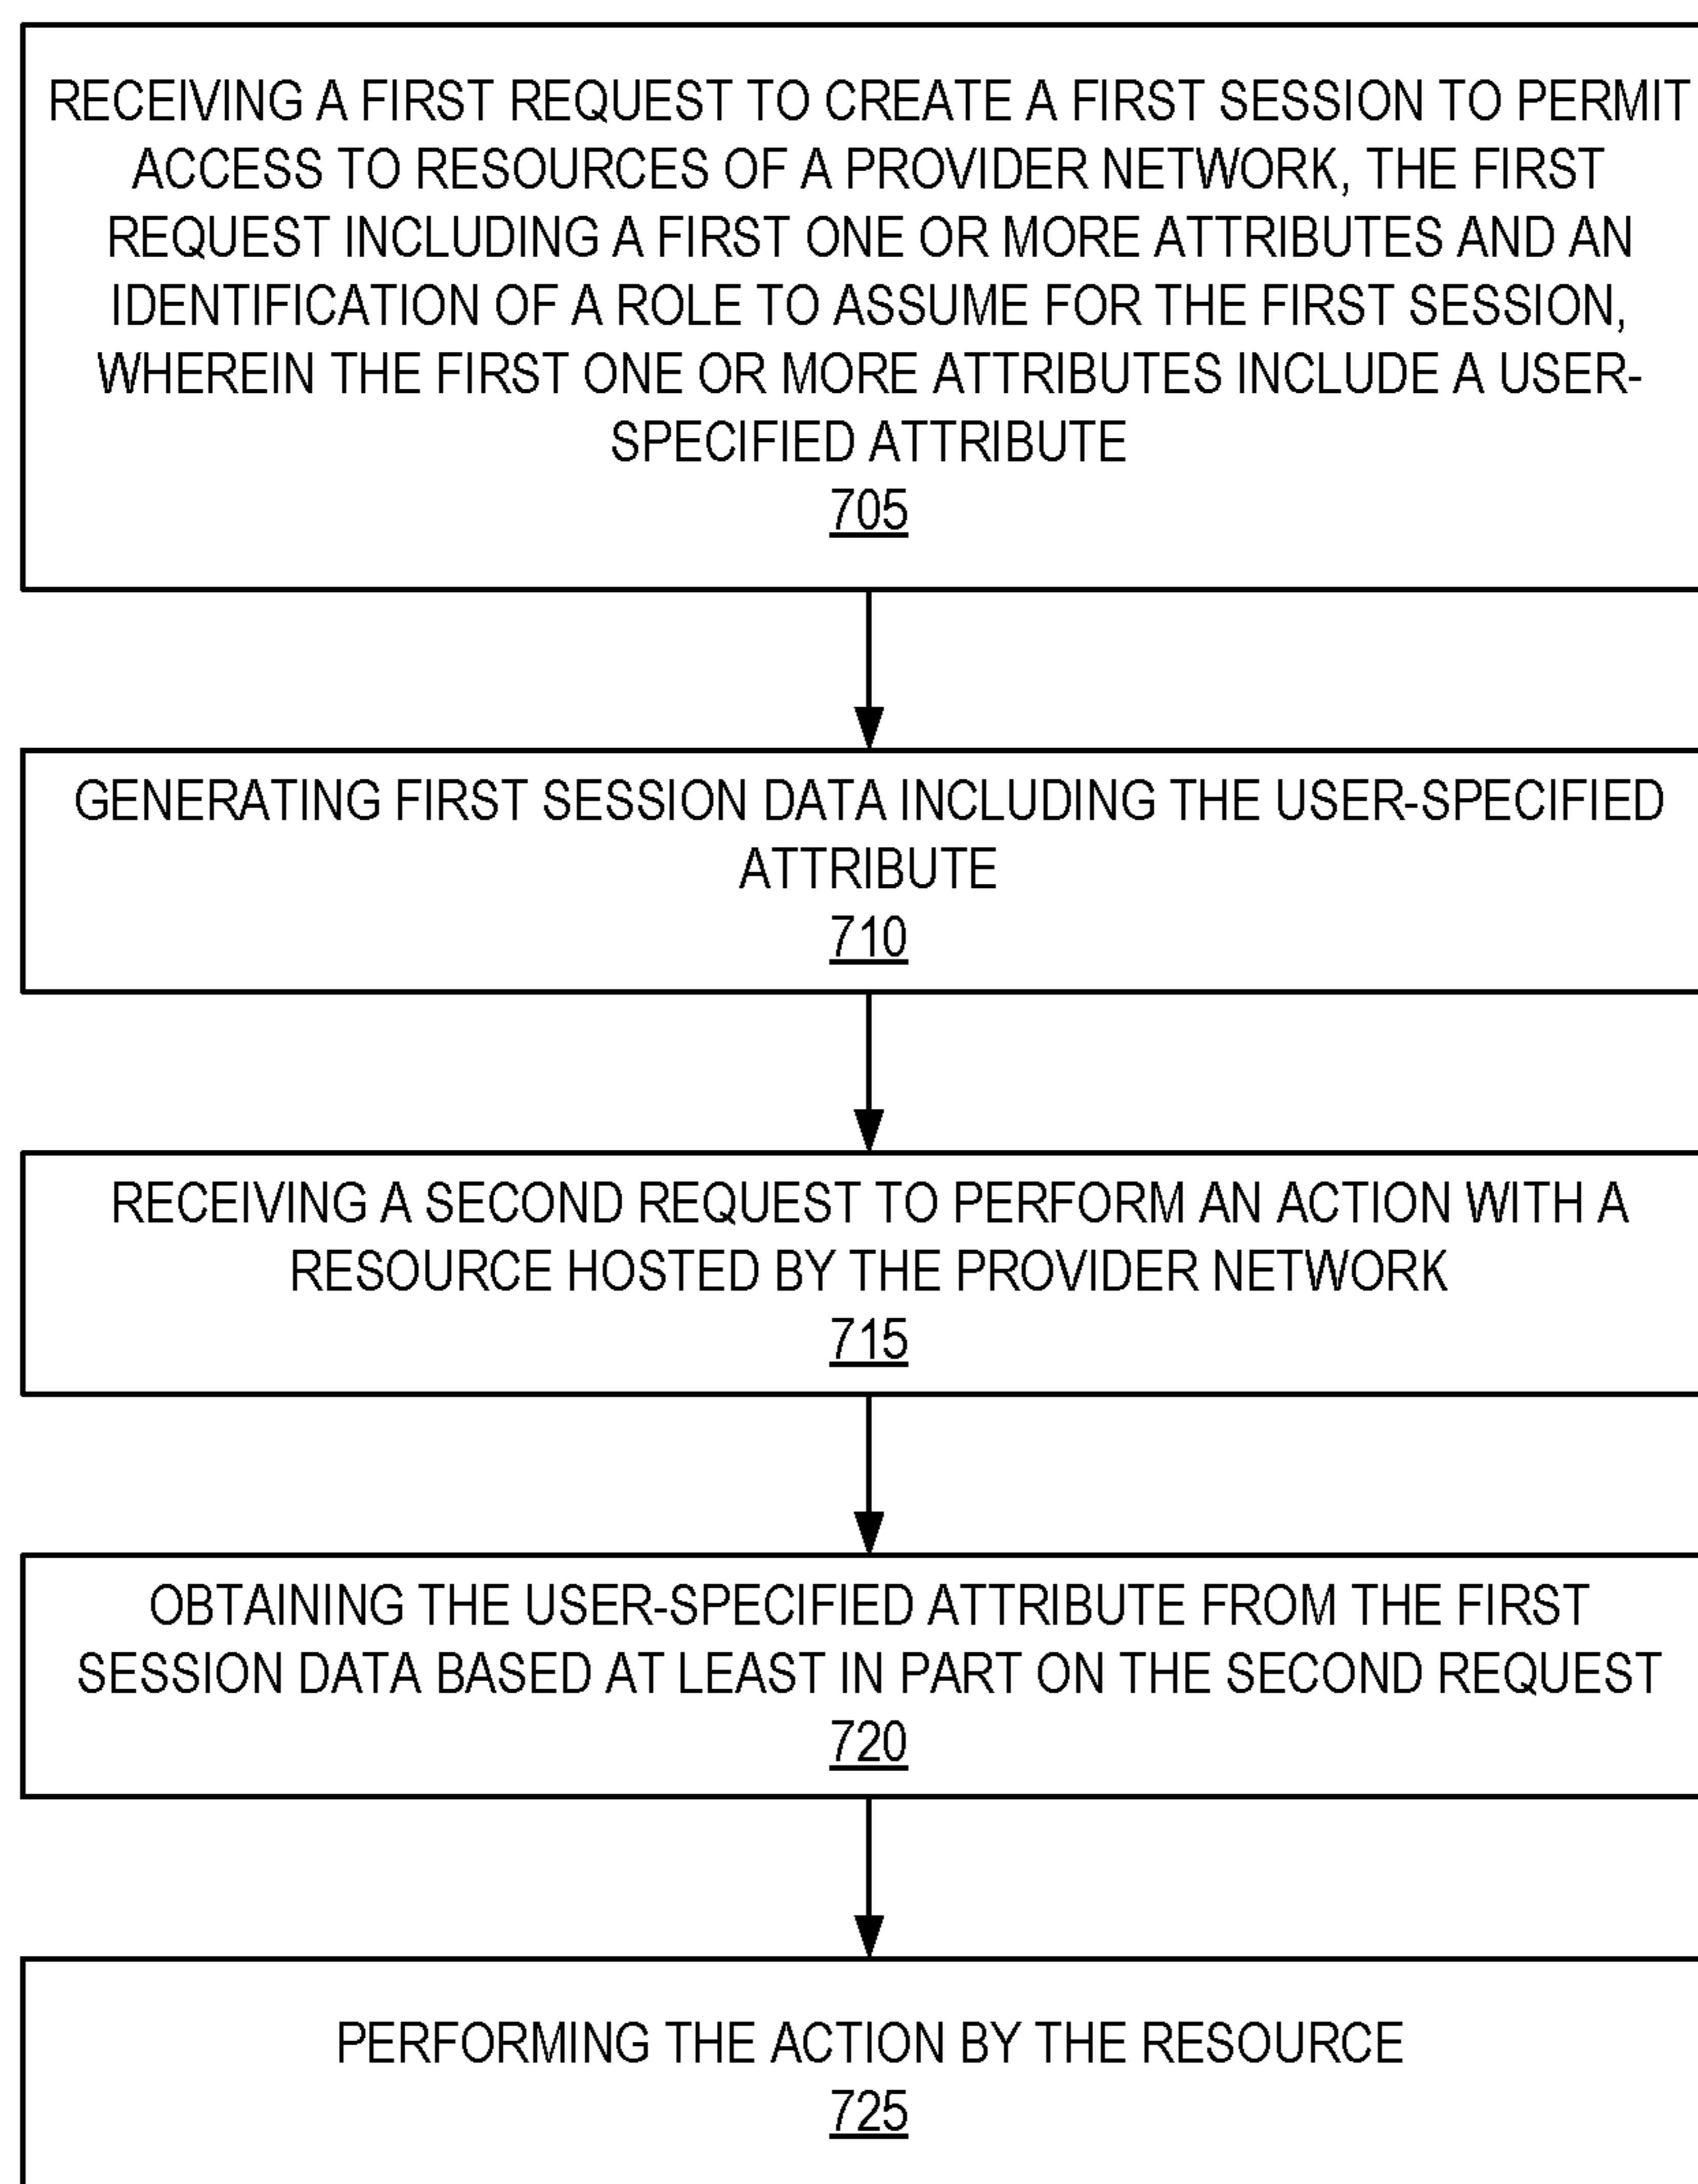 RECEIVING A FIRST REQUEST TO CREATE A FIRST SESSION TO PERMIT
ACCESS TO RESOURCES OF A PROVIDER NETWORK, THE FIRST
REQUEST INCLUDING A FIRST ONE OR MORE ATTRIBUTES AND AN
IDENTIFICATION OF A ROLE TO ASSUME FOR THE FIRST SESSION,
WHEREIN THE FIRST ONE OR MORE ATTRIBUTES INCLUDE A USER-
SPECIFIED ATTRIBUTE
705
GENERATING FIRST SESSION DATA INCLUDING THE USER-SPECIFIED
ATTRIBUTE
710
RECEIVING A SECOND REQUEST TO PERFORM AN ACTION WITH A
RESOURCE HOSTED BY THE PROVIDER NETWORK
715
OBTAINING THE USER-SPECIFIED ATTRIBUTE FROM THE FIRST
SESSION DATA BASED AT LEAST IN PART ON THE SECOND REQUEST
720
PERFORMING THE ACTION BY THE RESOURCE
725